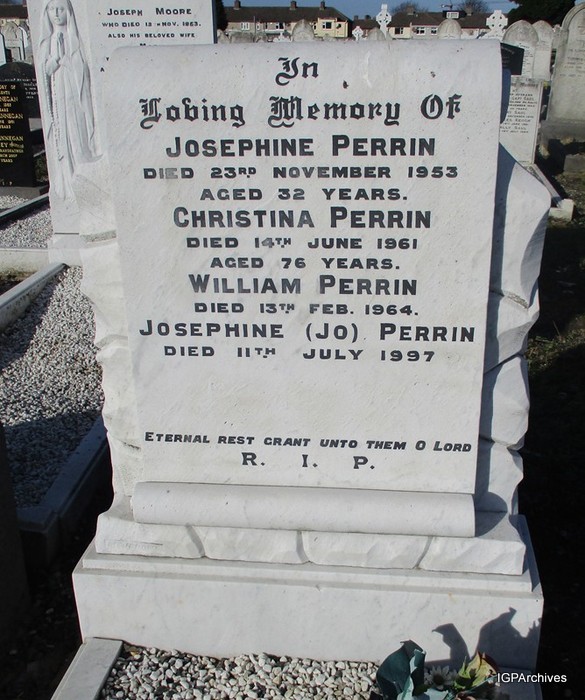 In
Loving Memory Of
JOSEPHINE PERRIN
DIED 23RD NOVEMBER 1953
AGED 32 YEARS.
CHRISTINA PERRIN
DIED 14TH JUNE 1961
AGED 76 YEARS.
WILLIAM PERRIN
DIED 13TH FEB. 1964.
JOSEPHINE (JO) PERRIN
DIED 11TH JULY 1997
ETERNAL REST GRANT UNTO THEM O LORD
R. I. P.
JOSEPH MOORE
WHO DIED 12 NOV. 1963.
ALSO HIS BELOVED WIFE
IGPArchives